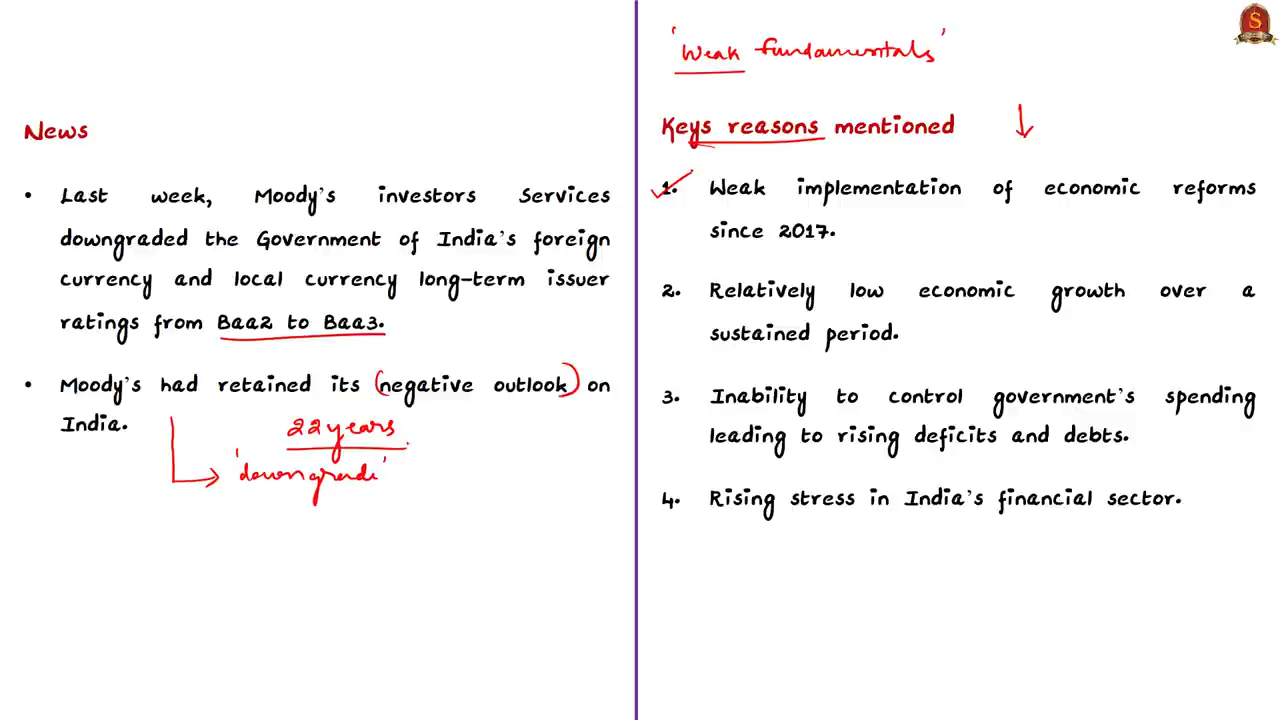 News
• Last week, Moody's investors Services
downgraded the Government of India's foreign
currency and local currency long-term issuer
ratings from Baa2 to Baa3.
• Moody's had retained its (negative outlook) on
India.
22 years
'downgrade'
'Weak fundamentals'
Keys reasons mentioned
1. Weak implementation of economic reforms
since 2017.
2. Relatively low economic growth over a
sustained period.
3. Inability to control government's spending
leading to rising deficits and debts.
4. Rising stress in India's financial sector.
S